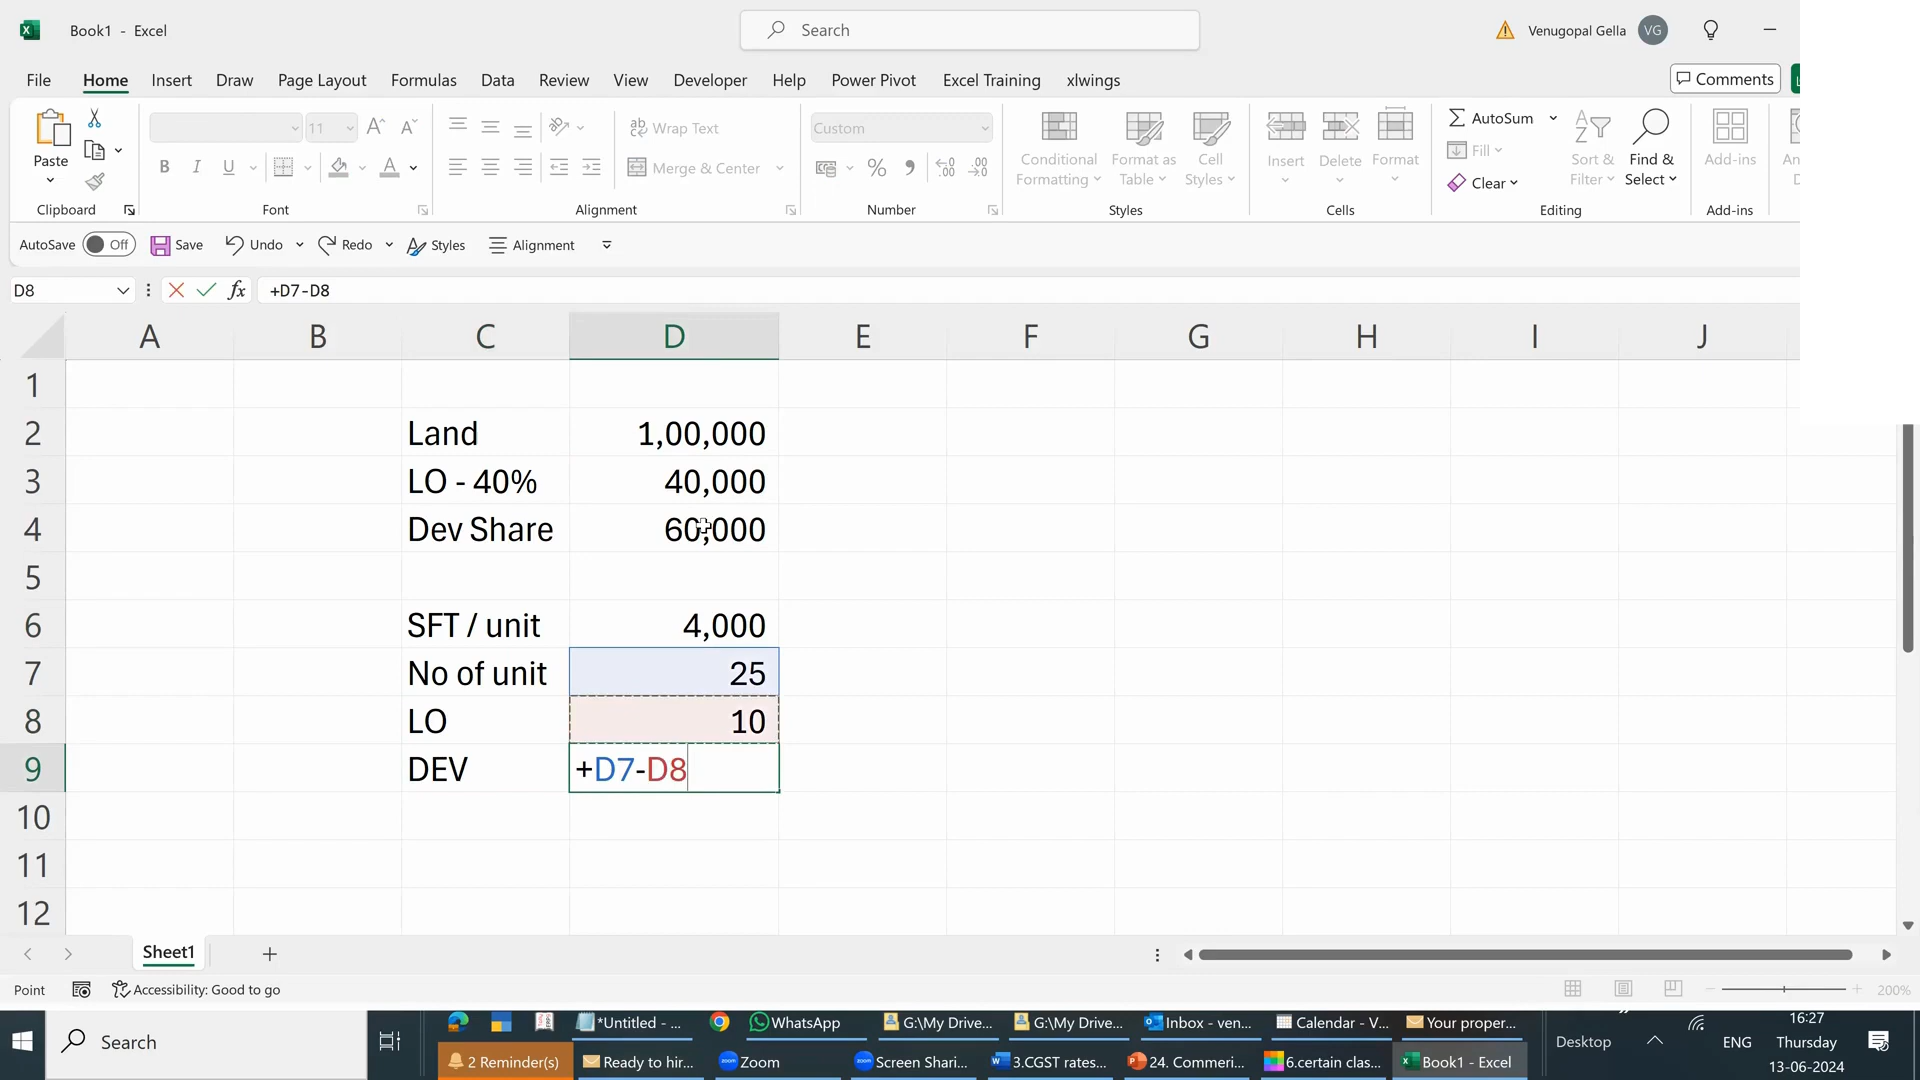 Book1 - Excel
Search
Venugopal Gella VG
File Home Insert Draw Page Layout Formulas Data Review View Developer Help Power Pivot Excel Training xlwings
Comments
Paste
Clipboard
11
B I U
Font
Wrap Text
Merge & Center
Alignment
Custom
Number
Conditional
Formatting
Format as
Table
Cell
Styles
Styles
Insert Delete Format
Cells
AutoSum
Fill
Clear
Sort &
Filter
Find &
Select
Editing
Add-ins
Add-ins
AutoSave Off Save Undo Redo Styles Alignment
D8 fx +D7-D8
A B C D E F G H I J
1
2 Land 1,00,000
3 LO - 40% 40,000
4 Dev Share 60,000
5
6 SFT / unit 4,000
7 No of unit 25
8 LO 10
9 DEV +D7-D8
10
11
12
Sheet1
Point Accessibility: Good to go 200%
*Untitled - ... WhatsApp G:\My Drive... G:\My Drive... Inbox - ven... Calendar - V... Your proper...
Search
2 Reminder(s) Ready to hir... Zoom Screen Shari... 3.CGST rates... 24. Commeri... 6.certain clas... Book1 - Excel
Desktop ENG
16:27
Thursday
13-06-2024